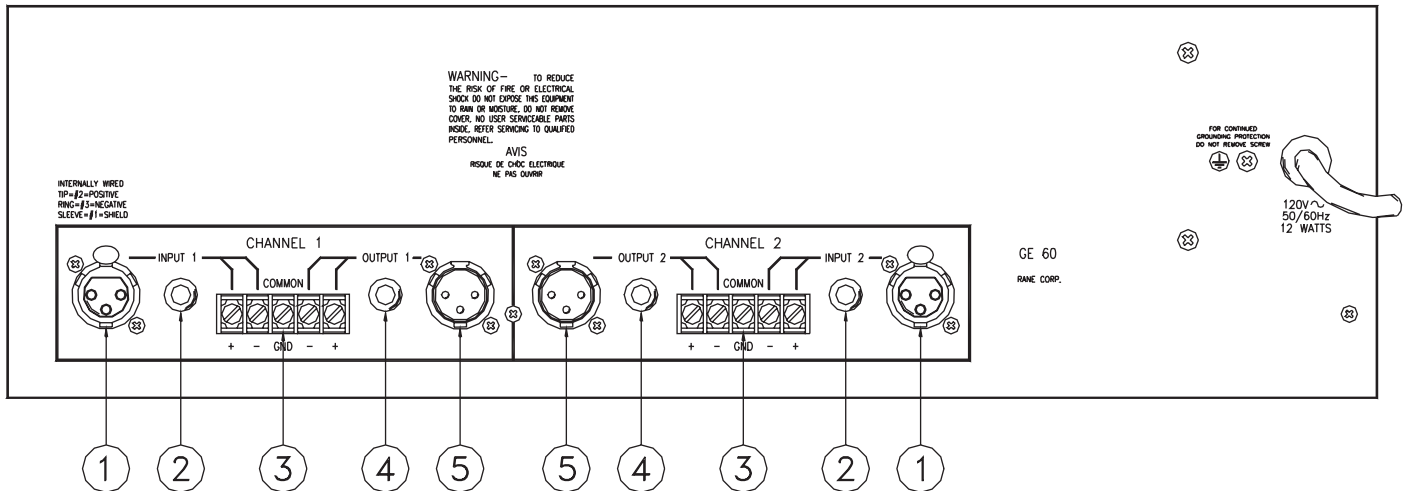 WARNING- TO REDUCE
THE RISK OF FIRE OR ELECTRICAL
SHOCK DO NOT EXPOSE THIS EQUIPMENT
TO RAIN OR MOISTURE, DO NOT REMOVE
COVER, NO USER SERVICEABLE PARTS
INSIDE, REFER SERVICING TO QUALIFIED
PERSONNEL.
AVIS
RISQUE DE CHOC ELECTRIQUE
NE PAS OUVRIR
FOR CONTINUED
GROUNDING PROTECTION
DO NOT REMOVE SCREW
120V~
50/60Hz
12 WATTS
INTERNALLY WIRED
TIP=#2=POSITIVE
RING=#3=NEGATIVE
SLEEVE=#1=SHIELD
CHANNEL 1
INPUT 1
OUTPUT 1
COMMON
+ - GND - +
CHANNEL 2
OUTPUT 2
INPUT 2
COMMON
+ - GND - +
GE 60
RANE CORP.
1 2 3 4 5 5 4 3 2 1